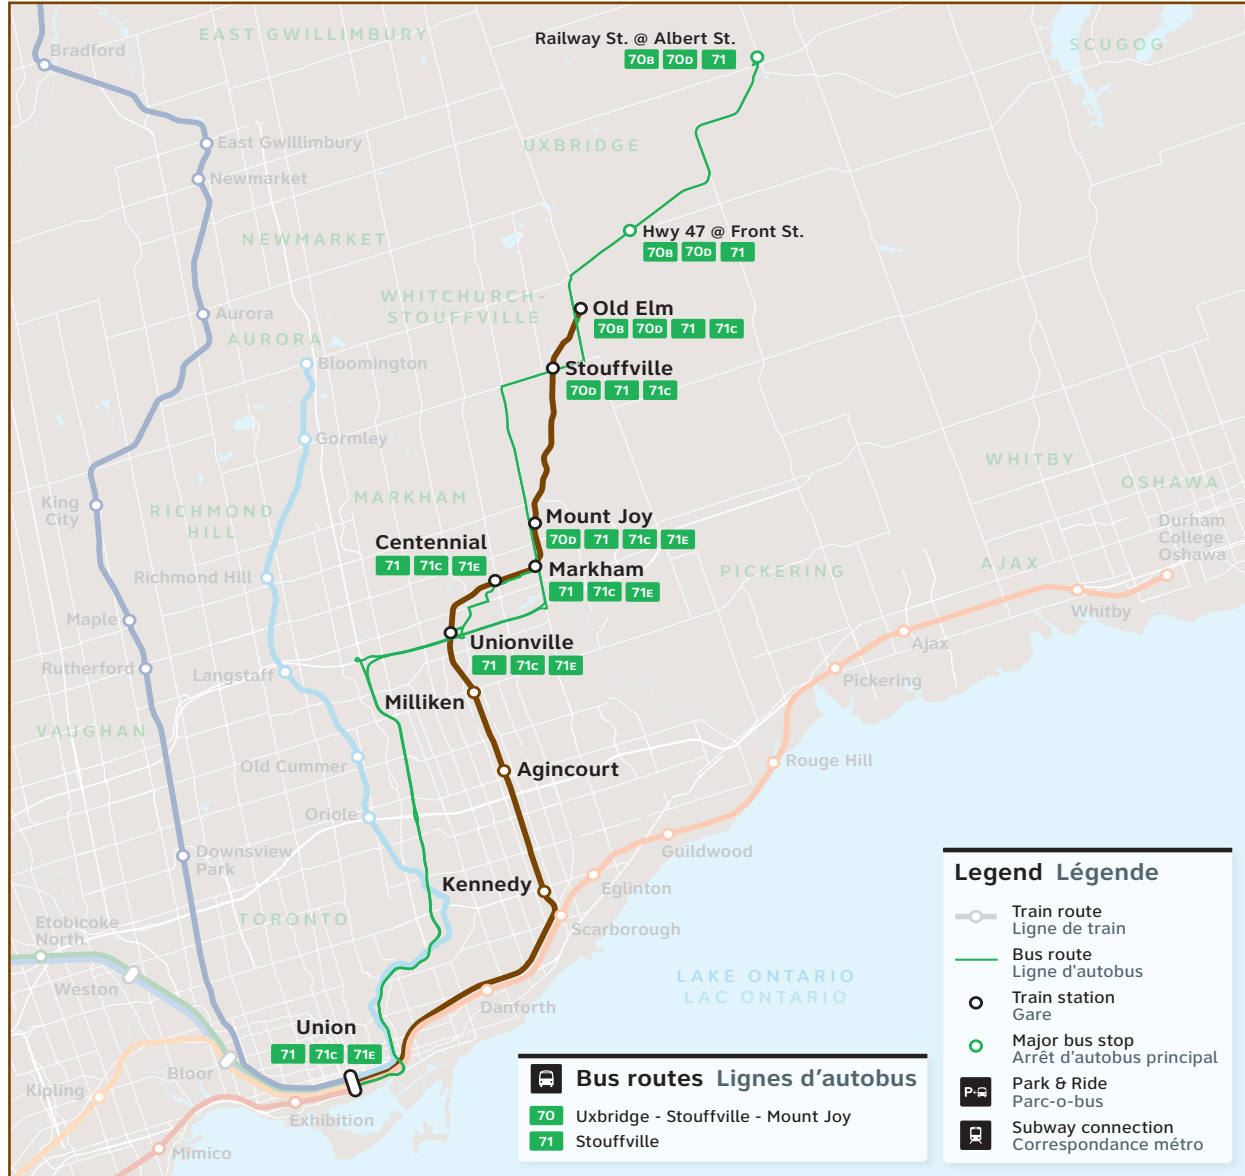 Railway St. @ Albert St.
70B 70D 71
EAST GWILLIMBURY
SCUGOG
Bradford
East Gwillimbury
UXBRIDGE
Newmarket
Hwy 47 @ Front St.
70B 70D 71
NEWMARKET
WHITCHURCH-
STOUFFVILLE
Old Elm
70B 70D 71 71C
Aurora
AURORA
Bloomington
Stouffville
70D 71 71C
Gormley
WHITBY
OSHAWA
King
City
RICHMOND
HILL
MARKHAM
Mount Joy
70D 71 71C 71E
Durham
College
Oshawa
Centennial
71 71C 71E
Markham
71 71C 71E
PICKERING
AJAX
Richmond Hill
Whitby
Maple
Ajax
Unionville
71 71C 71E
Rutherford
Langstaff
Pickering
Milliken
VAUGHAN
Old Cummer
Agincourt
Rouge Hill
Oriole
Downsview
Park
Guildwood
Kennedy
Eglinton
Etobicoke
North
TORONTO
Scarborough
Weston
LAKE ONTARIO
LAC ONTARIO
Danforth
Union
71 71C 71E
Bloor
Kipling
Exhibition
Mimico
Bus routes Lignes d'autobus
70 Uxbridge - Stouffville - Mount Joy
71 Stouffville
Legend Légende
Train route
Ligne de train
Bus route
Ligne d'autobus
Train station
Gare
Major bus stop
Arrêt d'autobus principal
P+ Park & Ride
Parc-o-bus
Subway connection
Correspondance métro